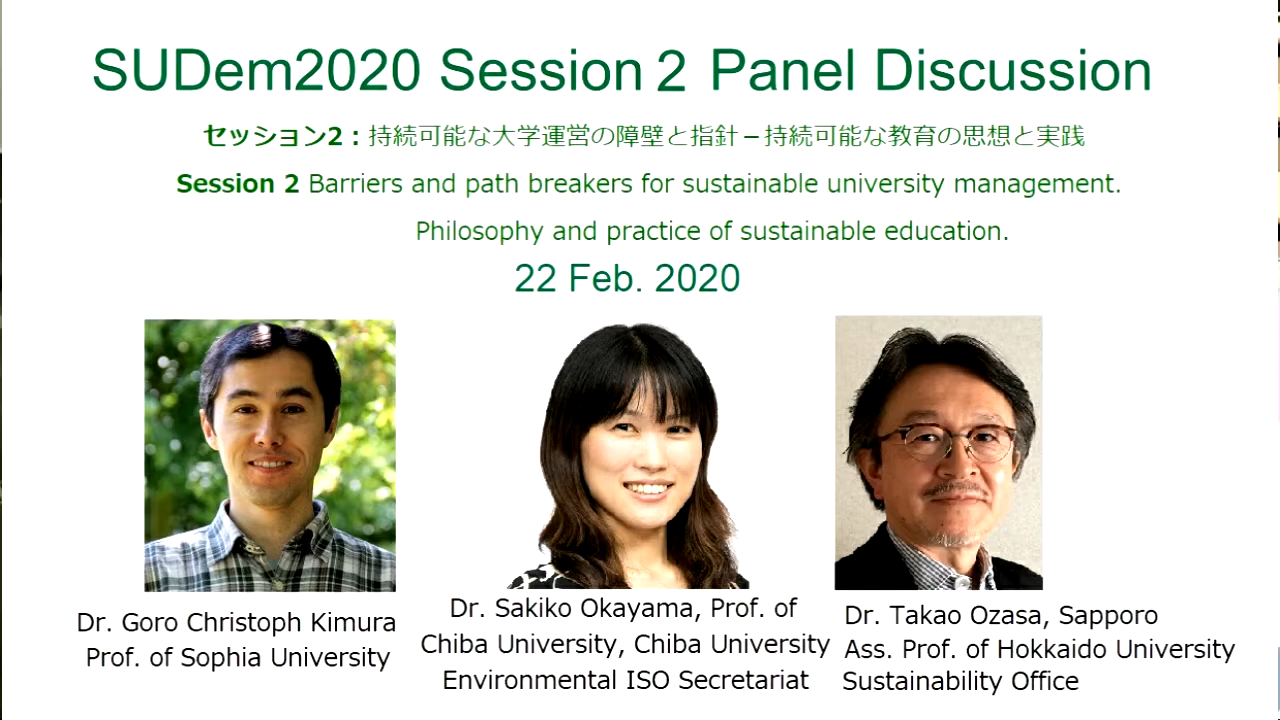 SUDem2020 Session 2 Panel Discussion
セッション2：持続可能な大学運営の障壁と指針－持続可能な教育の思想と実践
Session 2 Barriers and path breakers for sustainable university management.
Philosophy and practice of sustainable education.
22 Feb. 2020
Dr. Goro Christoph Kimura
Prof. of Sophia University
Dr. Sakiko Okayama, Prof. of
Chiba University, Chiba University
Environmental ISO Secretariat
Dr. Takao Ozasa, Sapporo
Ass. Prof. of Hokkaido University
Sustainability Office